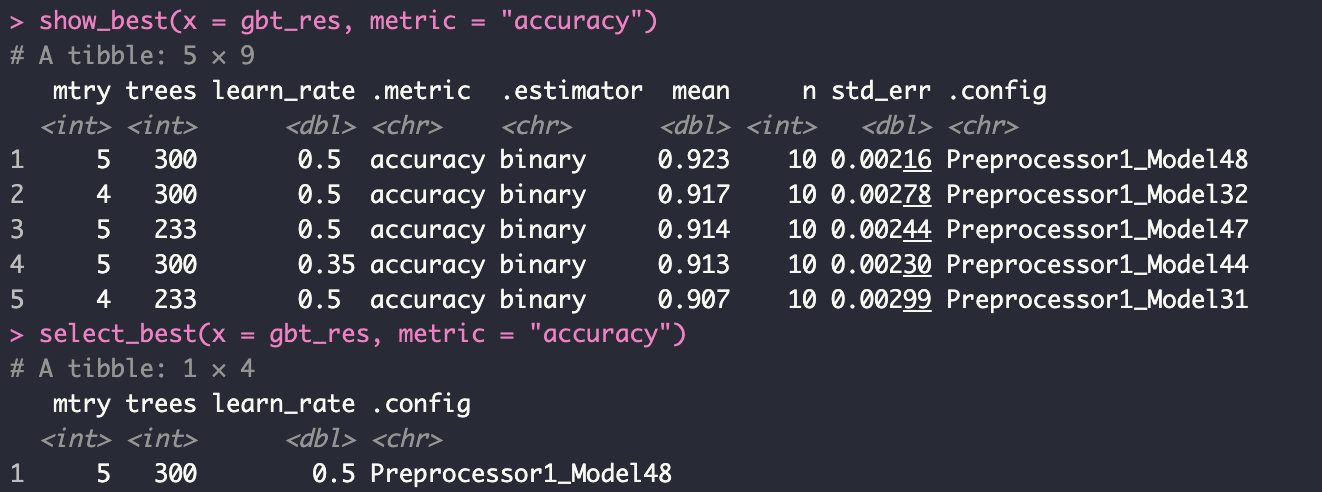 > show_best(x = gbt_res, metric = "accuracy")
# A tibble: 5 × 9
   mtry trees learn_rate .metric  .estimator  mean     n std_err .config
  <int> <int>      <dbl> <chr>    <chr>      <dbl> <int>   <dbl> <chr>
1     5   300       0.5  accuracy binary     0.923    10 0.00216 Preprocessor1_Model48
2     4   300       0.5  accuracy binary     0.917    10 0.00278 Preprocessor1_Model32
3     5   233       0.5  accuracy binary     0.914    10 0.00244 Preprocessor1_Model47
4     5   300       0.35 accuracy binary     0.913    10 0.00230 Preprocessor1_Model44
5     4   233       0.5  accuracy binary     0.907    10 0.00299 Preprocessor1_Model31
> select_best(x = gbt_res, metric = "accuracy")
# A tibble: 1 × 4
   mtry trees learn_rate .config
  <int> <int>      <dbl> <chr>
1     5   300        0.5 Preprocessor1_Model48